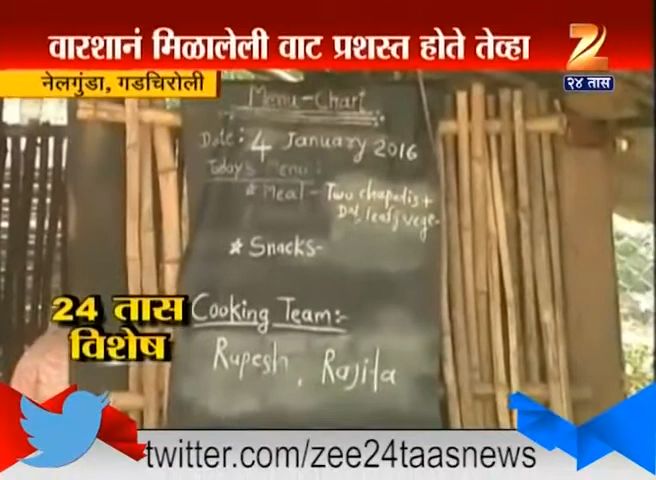 वारशानं मिळालेली वाट प्रशस्त होते तेव्हा
नेलगुंडा, गडचिरोली
२४ तास
Menu-Chart
Date: 4 January 2016
Today's Menu:
* Meal - Two chapatis +
Dal, leafy vege-
* Snacks-
24 तास
विशेष
Cooking Team:-
Rupesh, Rajita
twitter.com/zee24taasnews